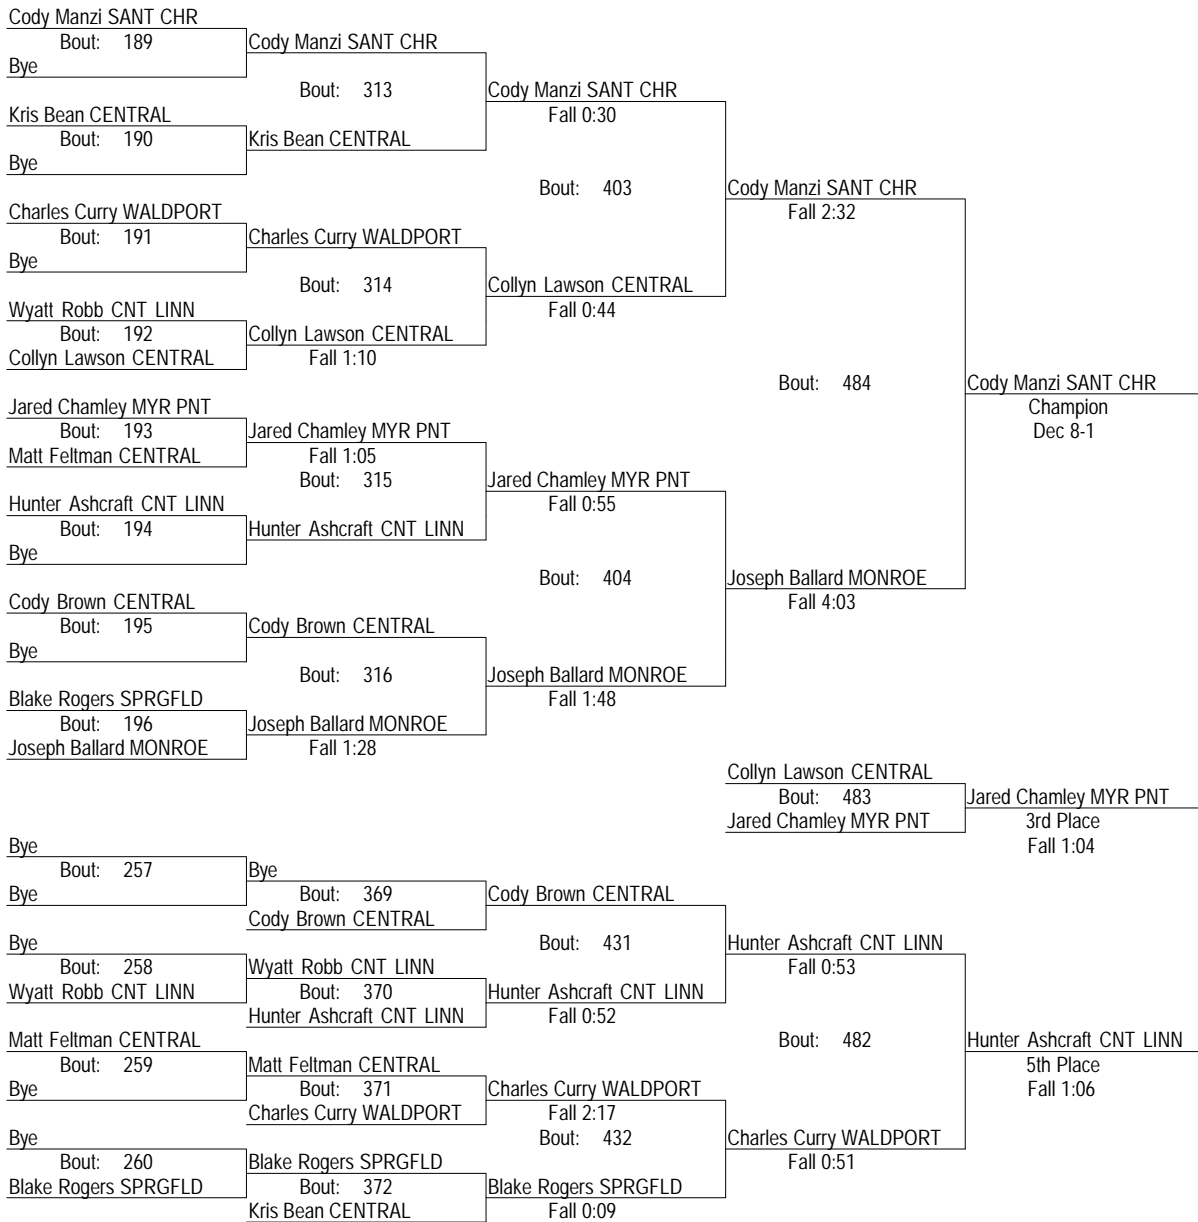 Cody Manzi SANT CHR
Bout: 189 Cody Manzi SANT CHR
Bye
Bout: 313 Cody Manzi SANT CHR
Kris Bean CENTRAL Fall 0:30
Bout: 190 Kris Bean CENTRAL
Bye
Bout: 403 Cody Manzi SANT CHR
Charles Curry WALDPORT Fall 2:32
Bout: 191 Charles Curry WALDPORT
Bye
Bout: 314 Collyn Lawson CENTRAL
Wyatt Robb CNT LINN Fall 0:44
Bout: 192 Collyn Lawson CENTRAL
Collyn Lawson CENTRAL Fall 1:10
Bout: 484 Cody Manzi SANT CHR
Jared Chamley MYR PNT Champion
Bout: 193 Jared Chamley MYR PNT Dec 8-1
Matt Feltman CENTRAL Fall 1:05
Bout: 315 Jared Chamley MYR PNT
Hunter Ashcraft CNT LINN Fall 0:55
Bout: 194 Hunter Ashcraft CNT LINN
Bye
Bout: 404 Joseph Ballard MONROE
Cody Brown CENTRAL Fall 4:03
Bout: 195 Cody Brown CENTRAL
Bye
Bout: 316 Joseph Ballard MONROE
Blake Rogers SPRGFLD Fall 1:48
Bout: 196 Joseph Ballard MONROE
Joseph Ballard MONROE Fall 1:28
Collyn Lawson CENTRAL
Bout: 483 Jared Chamley MYR PNT
Jared Chamley MYR PNT 3rd Place
Bye Fall 1:04
Bout: 257 Bye
Bye Bout: 369 Cody Brown CENTRAL
Cody Brown CENTRAL
Bye Bout: 431 Hunter Ashcraft CNT LINN
Bout: 258 Wyatt Robb CNT LINN Fall 0:53
Wyatt Robb CNT LINN Bout: 370 Hunter Ashcraft CNT LINN
Hunter Ashcraft CNT LINN Fall 0:52
Matt Feltman CENTRAL Bout: 482 Hunter Ashcraft CNT LINN
Bout: 259 Matt Feltman CENTRAL 5th Place
Bye Bout: 371 Charles Curry WALDPORT Fall 1:06
Charles Curry WALDPORT Fall 2:17
Bye Bout: 432 Charles Curry WALDPORT
Bout: 260 Blake Rogers SPRGFLD Fall 0:51
Blake Rogers SPRGFLD Bout: 372 Blake Rogers SPRGFLD
Kris Bean CENTRAL Fall 0:09